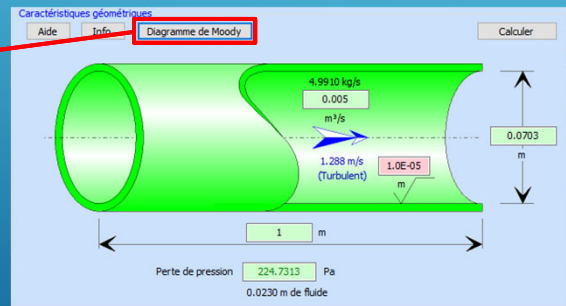 Caractéristiques géométriques
Aide Info Diagramme de Moody Calculer
4.9910 kg/s
0.005
m³/s
0.0703
m
1.288 m/s
(Turbulent)
1.0E-05
m
1 m
Perte de pression 224.7313 Pa
0.0230 m de fluide